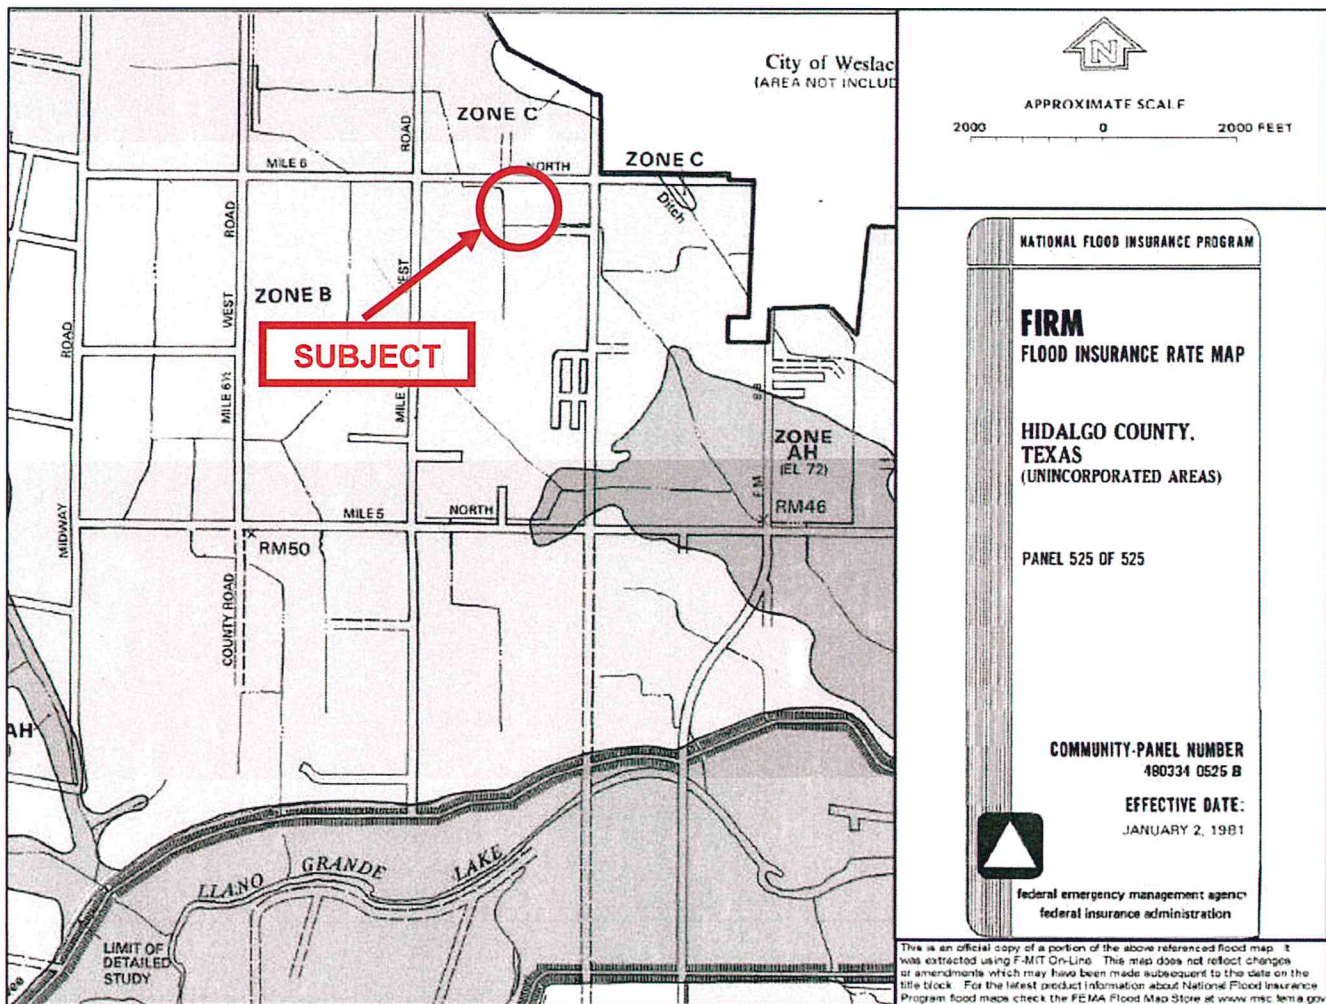 City of Weslac
(AREA NOT INCLUD
ZONE C
ROAD
MILE 6
NORTH
ZONE C
Ditch
ROAD
WEST
ZONE B
WEST
SUBJECT
ROAD
MILE 6½
MILE
ZONE
AH
(EL 72)
FM
RM46
MILE 5
NORTH
MIDWAY
RM50
COUNTY ROAD
AH
LLANO GRANDE LAKE
LIMIT OF
DETAILED
STUDY
N
APPROXIMATE SCALE
2000 0 2000 FEET
NATIONAL FLOOD INSURANCE PROGRAM
FIRM
FLOOD INSURANCE RATE MAP
HIDALGO COUNTY,
TEXAS
(UNINCORPORATED AREAS)
PANEL 525 OF 525
COMMUNITY-PANEL NUMBER
480334 0525 B
EFFECTIVE DATE:
JANUARY 2, 1981
federal emergency management agency
federal insurance administration
This is an official copy of a portion of the above referenced flood map. It
was extracted using F-MIT On-Line. This map does not reflect changes
or amendments which may have been made subsequent to the date on the
title block. For the latest product information about National Flood Insurance
Program flood maps check the FEMA Flood Map Store at www.msc.fema.gov